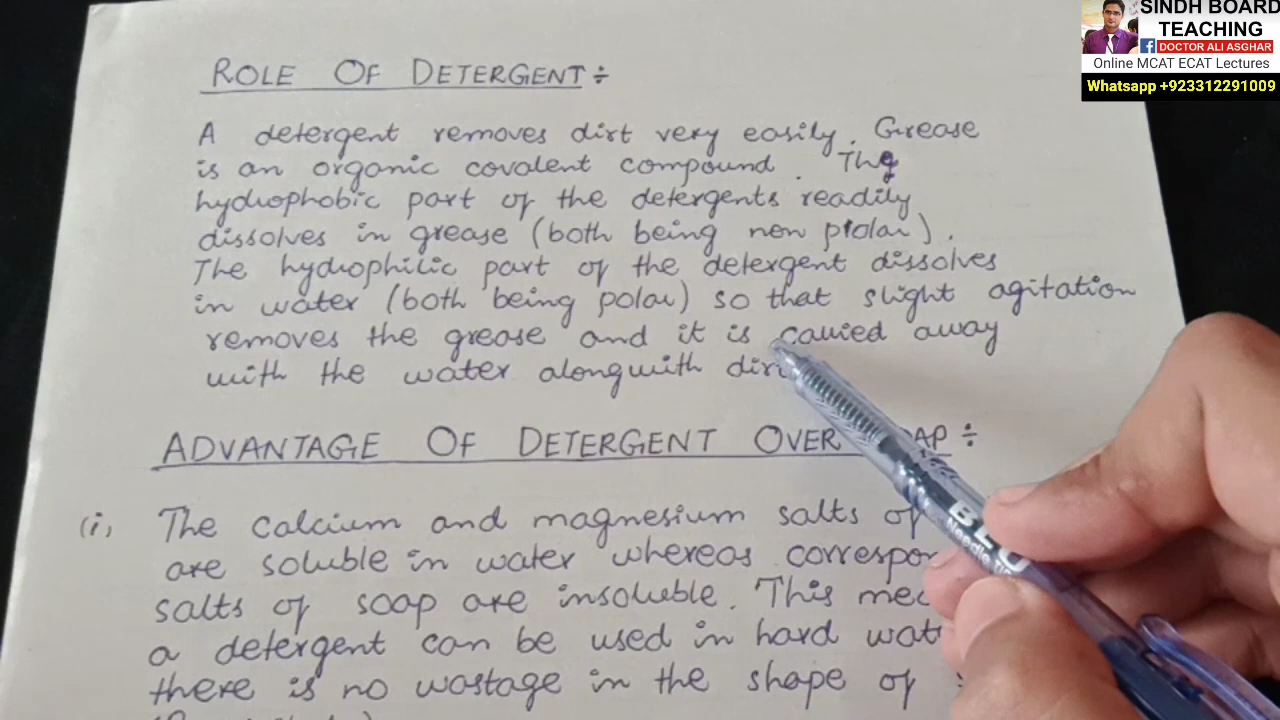 SINDH BOARD
TEACHING
DOCTOR ALI ASGHAR
Online MCAT ECAT Lectures
Whatsapp +923312291009
ROLE OF DETERGENT ÷
A detergent removes dirt very easily. Grease
is an organic covalent compound. The
hydrophobic part of the detergents readily
dissolves in grease (both being non polar).
The hydrophilic part of the detergent dissolves
in water (both being polar) so that slight agitation
removes the grease and it is carried away
with the water alongwith
ADVANTAGE OF DETERGENT OVER ÷
(i) The calcium and magnesium salts of
are soluble in water whereas
salts of soap are insoluble. This
a detergent can be used in hard
there is no wastage in the shape of